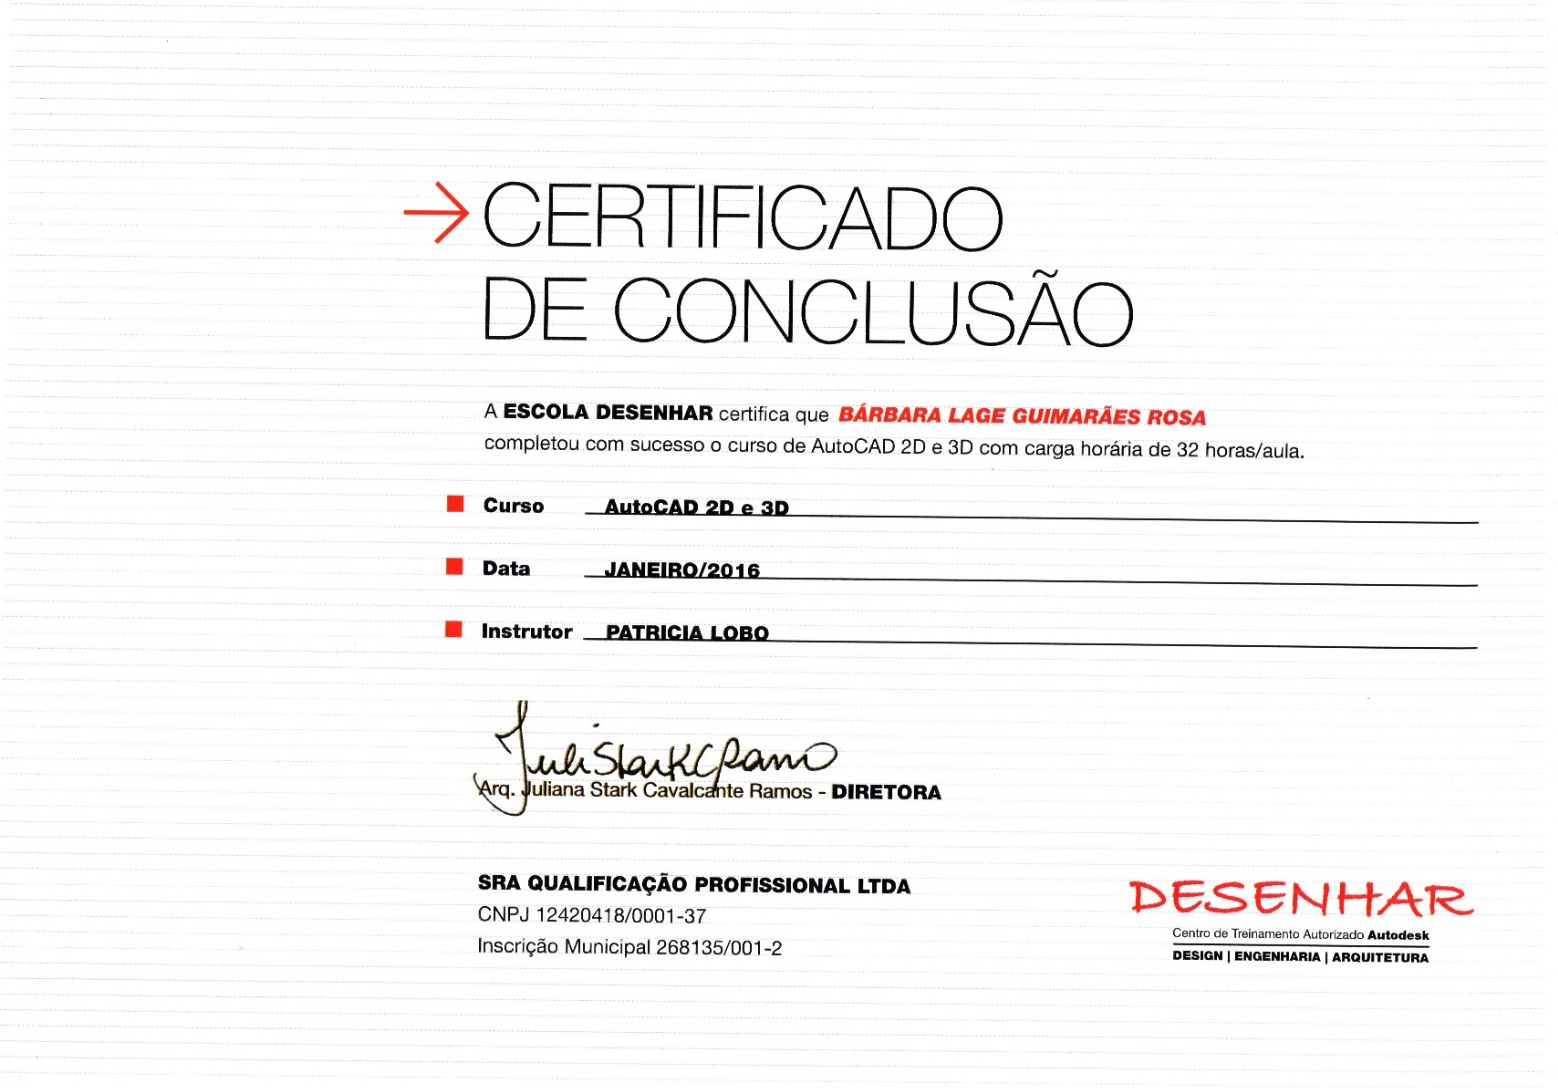 CERTIFICADO
DE CONCLUSÃO
A ESCOLA DESENHAR certifica que BÁRBARA LAGE GUIMARÃES ROSA
completou com sucesso o curso de AutoCAD 2D e 3D com carga horária de 32 horas/aula.
Curso AutoCAD 2D e 3D
Data JANEIRO/2016
Instrutor PATRICIA LOBO
Arq. Juliana Stark Cavalcante Ramos - DIRETORA
SRA QUALIFICAÇÃO PROFISSIONAL LTDA
CNPJ 12420418/0001-37
Inscrição Municipal 268135/001-2
DESENHAR
Centro de Treinamento Autorizado Autodesk
DESIGN | ENGENHARIA | ARQUITETURA